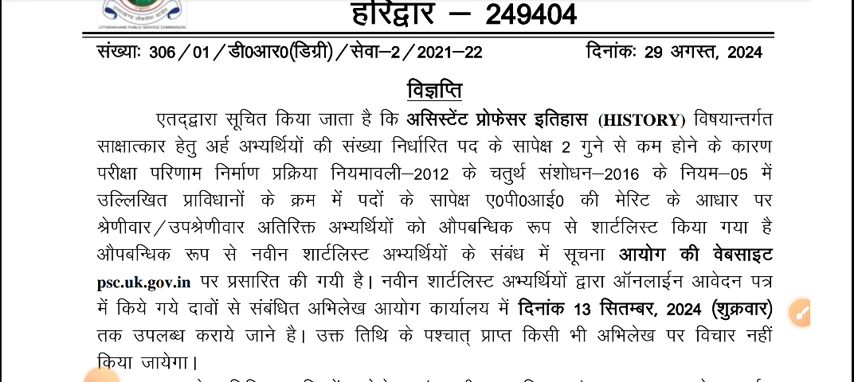 हरिद्वार – 249404
संख्याः 306/01/डी0आर0(डिग्री)/सेवा–2/2021–22 दिनांकः 29 अगस्त, 2024
विज्ञप्ति
एतद्द्वारा सूचित किया जाता है कि असिस्टेंट प्रोफेसर इतिहास (HISTORY) विषयान्तर्गत
साक्षात्कार हेतु अर्ह अभ्यर्थियों की संख्या निर्धारित पद के सापेक्ष 2 गुने से कम होने के कारण
परीक्षा परिणाम निर्माण प्रक्रिया नियमावली–2012 के चतुर्थ संशोधन–2016 के नियम–05 में
उल्लिखित प्राविधानों के क्रम में पदों के सापेक्ष ए0पी0आई0 की मेरिट के आधार पर
श्रेणीवार/उपश्रेणीवार अतिरिक्त अभ्यर्थियों को औपबन्धिक रूप से शार्टलिस्ट किया गया है
औपबन्धिक रूप से नवीन शार्टलिस्ट अभ्यर्थियों के संबंध में सूचना आयोग की वेबसाइट
psc.uk.gov.in पर प्रसारित की गयी है। नवीन शार्टलिस्ट अभ्यर्थियों द्वारा ऑनलाईन आवेदन पत्र
में किये गये दावों से संबंधित अभिलेख आयोग कार्यालय में दिनांक 13 सितम्बर, 2024 (शुक्रवार)
तक उपलब्ध कराये जाने है। उक्त तिथि के पश्चात् प्राप्त किसी भी अभिलेख पर विचार नहीं
किया जायेगा।